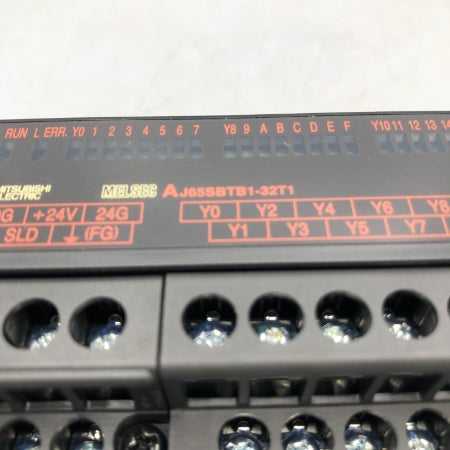 RUN L ERR. Y0 1 2 3 4 5 6 7 Y8 9 A B C D E F Y10 11 12 13 14
MITSUBISHI ELECTRIC MELSEC AJ65SBTB1-32T1
+24V 24G Y0 Y2 Y4 Y6 Y8
SLD (FG) Y1 Y3 Y5 Y7